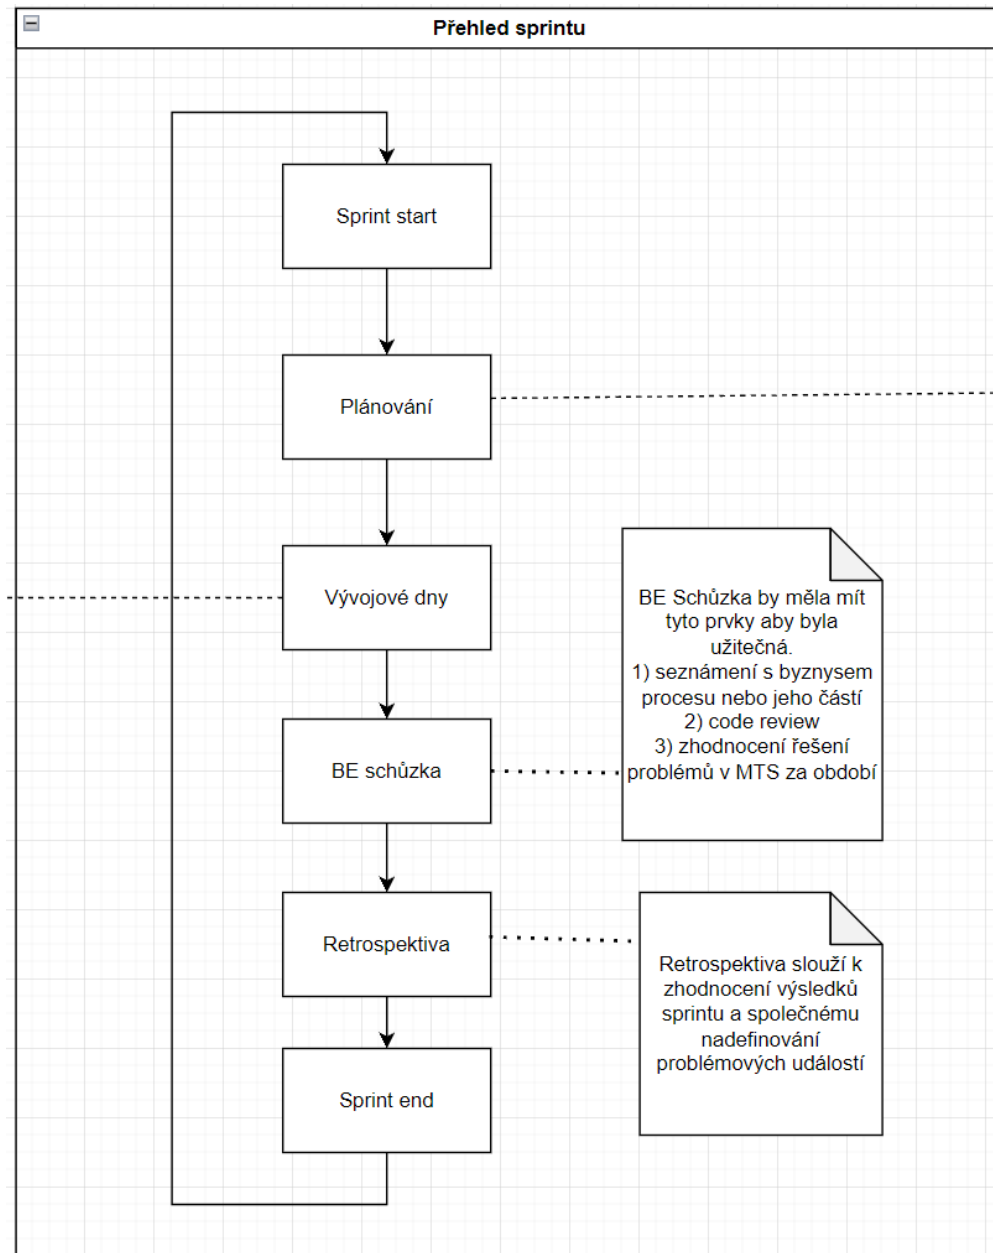 Přehled sprintu
Sprint start
Plánování
Vývojové dny
BE schůzka
BE Schůzka by měla mít
tyto prvky aby byla
užitečná.
1) seznámení s byznysem
procesu nebo jeho částí
2) code review
3) zhodnocení řešení
problémů v MTS za období
Retrospektiva
Retrospektiva slouží k
zhodnocení výsledků
sprintu a společnému
nadefinování
problémových událostí
Sprint end